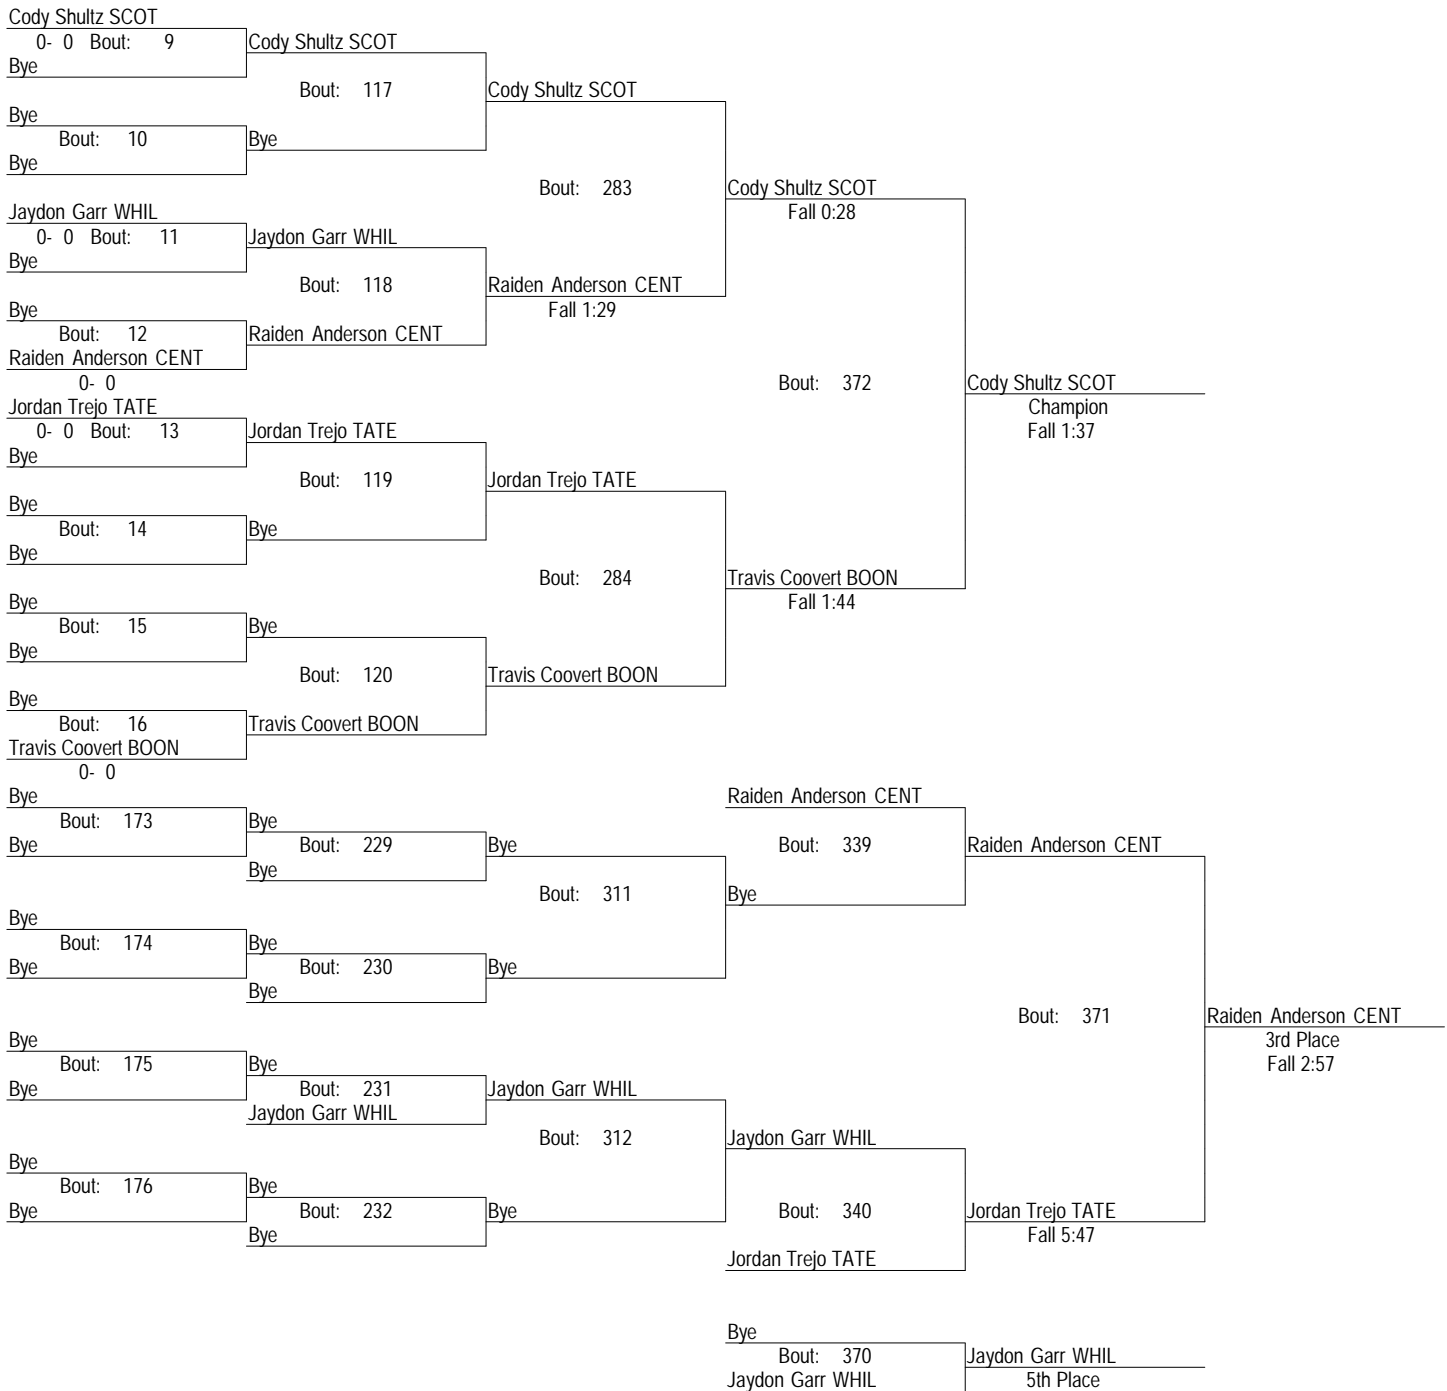 Cody Shultz SCOT
0- 0 Bout: 9 Cody Shultz SCOT
Bye
Bout: 117 Cody Shultz SCOT
Bye
Bout: 10 Bye
Bye
Bout: 283 Cody Shultz SCOT
Jaydon Garr WHIL Fall 0:28
0- 0 Bout: 11 Jaydon Garr WHIL
Bye
Bout: 118 Raiden Anderson CENT
Bye Fall 1:29
Bout: 12 Raiden Anderson CENT
Raiden Anderson CENT
0- 0 Bout: 372 Cody Shultz SCOT
Jordan Trejo TATE Champion
0- 0 Bout: 13 Jordan Trejo TATE Fall 1:37
Bye
Bout: 119 Jordan Trejo TATE
Bye
Bout: 14 Bye
Bye
Bout: 284 Travis Coovert BOON
Bye Fall 1:44
Bout: 15 Bye
Bye
Bout: 120 Travis Coovert BOON
Bye
Bout: 16 Travis Coovert BOON
Travis Coovert BOON
0- 0
Bye Raiden Anderson CENT
Bout: 173 Bye
Bye Bout: 229 Bye Bout: 339 Raiden Anderson CENT
Bye
Bout: 311 Bye
Bye
Bout: 174 Bye
Bye Bout: 230 Bye
Bye
Bout: 371 Raiden Anderson CENT
Bye 3rd Place
Bout: 175 Bye Fall 2:57
Bye Bout: 231 Jaydon Garr WHIL
Jaydon Garr WHIL
Bout: 312 Jaydon Garr WHIL
Bye
Bout: 176 Bye
Bye Bout: 232 Bye Bout: 340 Jordan Trejo TATE
Bye Fall 5:47
Jordan Trejo TATE
Bye
Bout: 370 Jaydon Garr WHIL
Jaydon Garr WHIL 5th Place